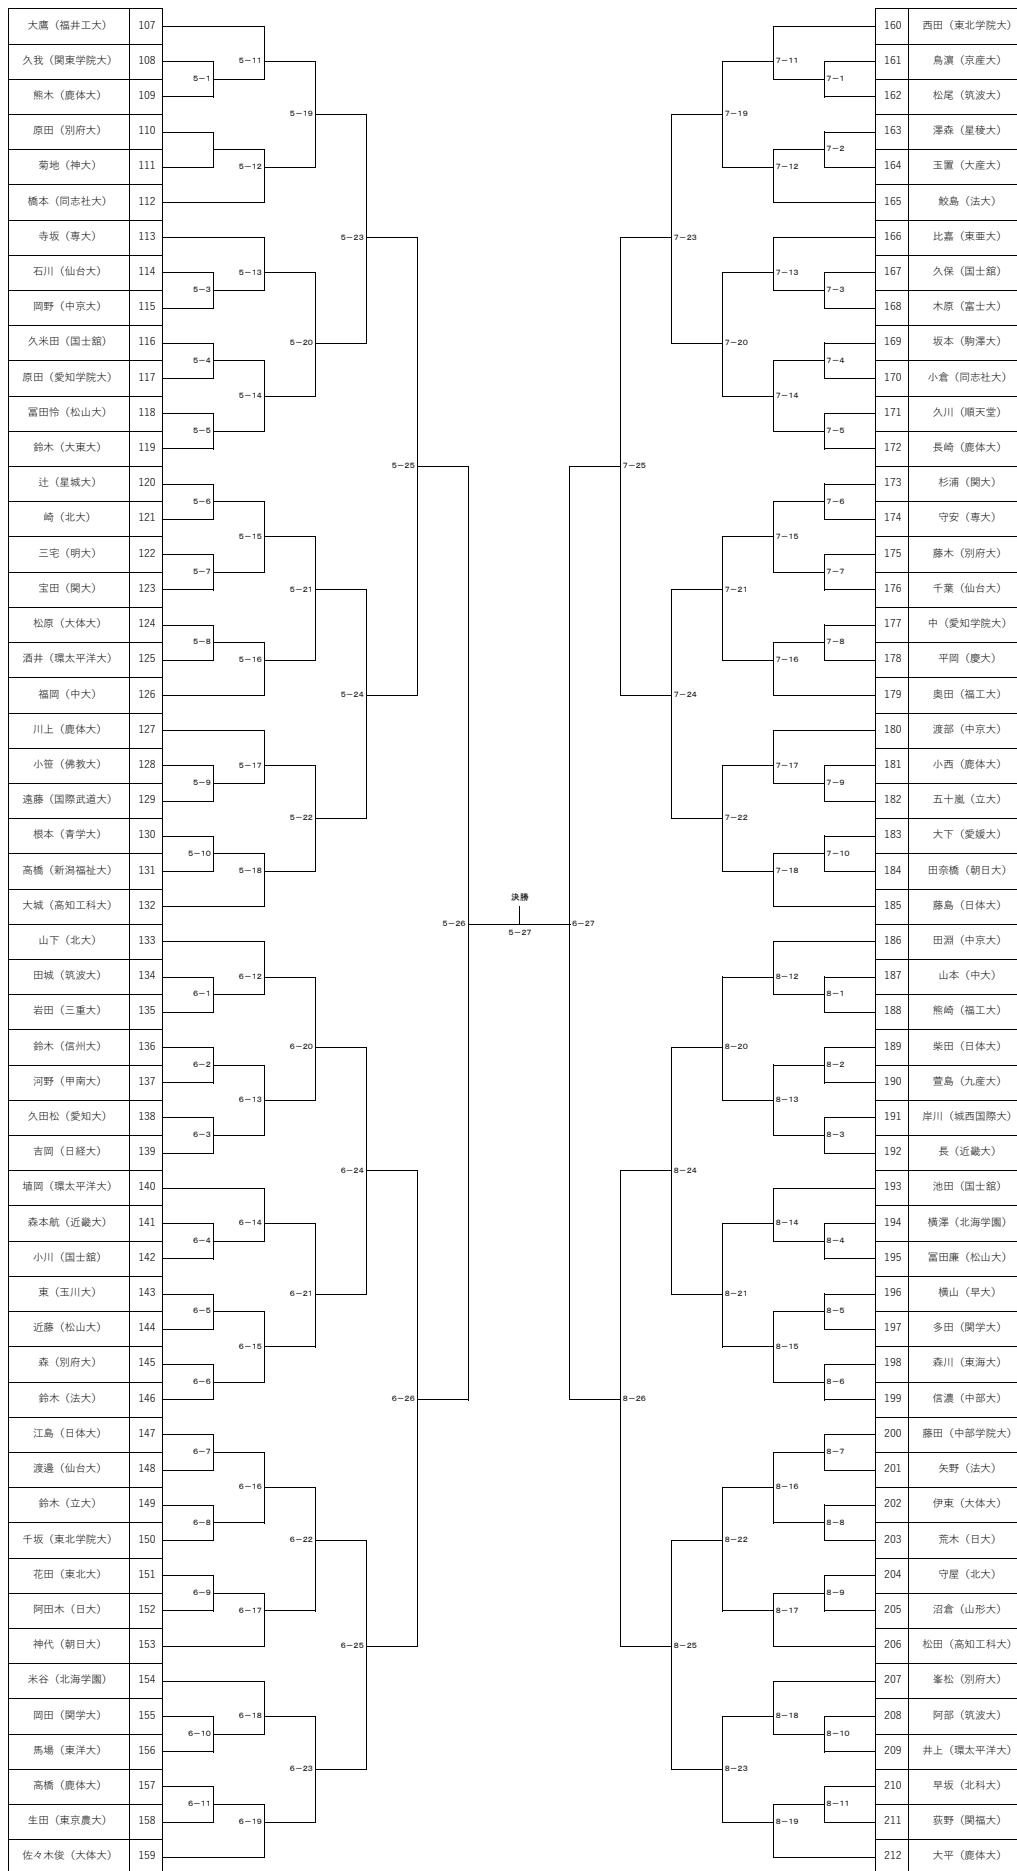 大鷹（福井工大） 107
久我（関東学院大） 108
熊木（鹿体大） 109
原田（別府大） 110
菊地（神大） 111
橋本（同志社大） 112
寺坂（専大） 113
石川（仙台大） 114
岡野（中京大） 115
久米田（国士舘） 116
原田（愛知学院大） 117
冨田怜（松山大） 118
鈴木（大東大） 119
辻（星城大） 120
崎（北大） 121
三宅（明大） 122
宝田（関大） 123
松原（大体大） 124
酒井（環太平洋大） 125
福岡（中大） 126
川上（鹿体大） 127
小笹（佛教大） 128
遠藤（国際武道大） 129
根本（青学大） 130
高橋（新潟福祉大） 131
大城（高知工科大） 132
山下（北大） 133
田城（筑波大） 134
岩田（三重大） 135
鈴木（信州大） 136
河野（甲南大） 137
久田松（愛知大） 138
吉岡（日経大） 139
埴岡（環太平洋大） 140
森本航（近畿大） 141
小川（国士舘） 142
東（玉川大） 143
近藤（松山大） 144
森（別府大） 145
鈴木（法大） 146
江島（日体大） 147
渡邊（仙台大） 148
鈴木（立大） 149
千坂（東北学院大） 150
花田（東北大） 151
阿田木（日大） 152
神代（朝日大） 153
米谷（北海学園） 154
岡田（関学大） 155
馬場（東洋大） 156
高橋（鹿体大） 157
生田（東京農大） 158
佐々木俊（大体大） 159
5－1
5－3
5－4
5－5
5－6
5－7
5－8
5－9
5－10
6－1
6－2
6－3
6－4
6－5
6－6
6－7
6－8
6－9
6－10
6－11
5－11
5－12
5－13
5－14
5－15
5－16
5－17
5－18
6－12
6－13
6－14
6－15
6－16
6－17
6－18
6－19
5－19
5－20
5－21
5－22
6－20
6－21
6－22
6－23
5－23
5－24
6－24
6－25
5－25
6－26
5－26
決勝
5－27
6－27
7－25
8－26
7－23
7－24
8－24
8－25
7－19
7－20
7－21
7－22
8－20
8－21
8－22
8－23
7－11
7－12
7－13
7－14
7－15
7－16
7－17
7－18
8－12
8－13
8－14
8－15
8－16
8－17
8－18
8－19
7－1
7－2
7－3
7－4
7－5
7－6
7－7
7－8
7－9
7－10
8－1
8－2
8－3
8－4
8－5
8－6
8－7
8－8
8－9
8－10
8－11
160 西田（東北学院大）
161 鳥濵（京産大）
162 松尾（筑波大）
163 澤森（星稜大）
164 玉置（大産大）
165 鮫島（法大）
166 比嘉（東亜大）
167 久保（国士舘）
168 木原（富士大）
169 坂本（駒澤大）
170 小倉（同志社大）
171 久川（順天堂）
172 長崎（鹿体大）
173 杉浦（関大）
174 守安（専大）
175 藤木（別府大）
176 千葉（仙台大）
177 中（愛知学院大）
178 平岡（慶大）
179 奥田（福工大）
180 渡部（中京大）
181 小西（鹿体大）
182 五十嵐（立大）
183 大下（愛媛大）
184 田奈橋（朝日大）
185 藤島（日体大）
186 田淵（中京大）
187 山本（中大）
188 熊崎（福工大）
189 柴田（日体大）
190 萱島（九産大）
191 岸川（城西国際大）
192 長（近畿大）
193 池田（国士舘）
194 横澤（北海学園）
195 冨田廉（松山大）
196 横山（早大）
197 多田（関学大）
198 森川（東海大）
199 信濃（中部大）
200 藤田（中部学院大）
201 矢野（法大）
202 伊東（大体大）
203 荒木（日大）
204 守屋（北大）
205 沼倉（山形大）
206 松田（高知工科大）
207 峯松（別府大）
208 阿部（筑波大）
209 井上（環太平洋大）
210 早坂（北科大）
211 荻野（関福大）
212 大平（鹿体大）